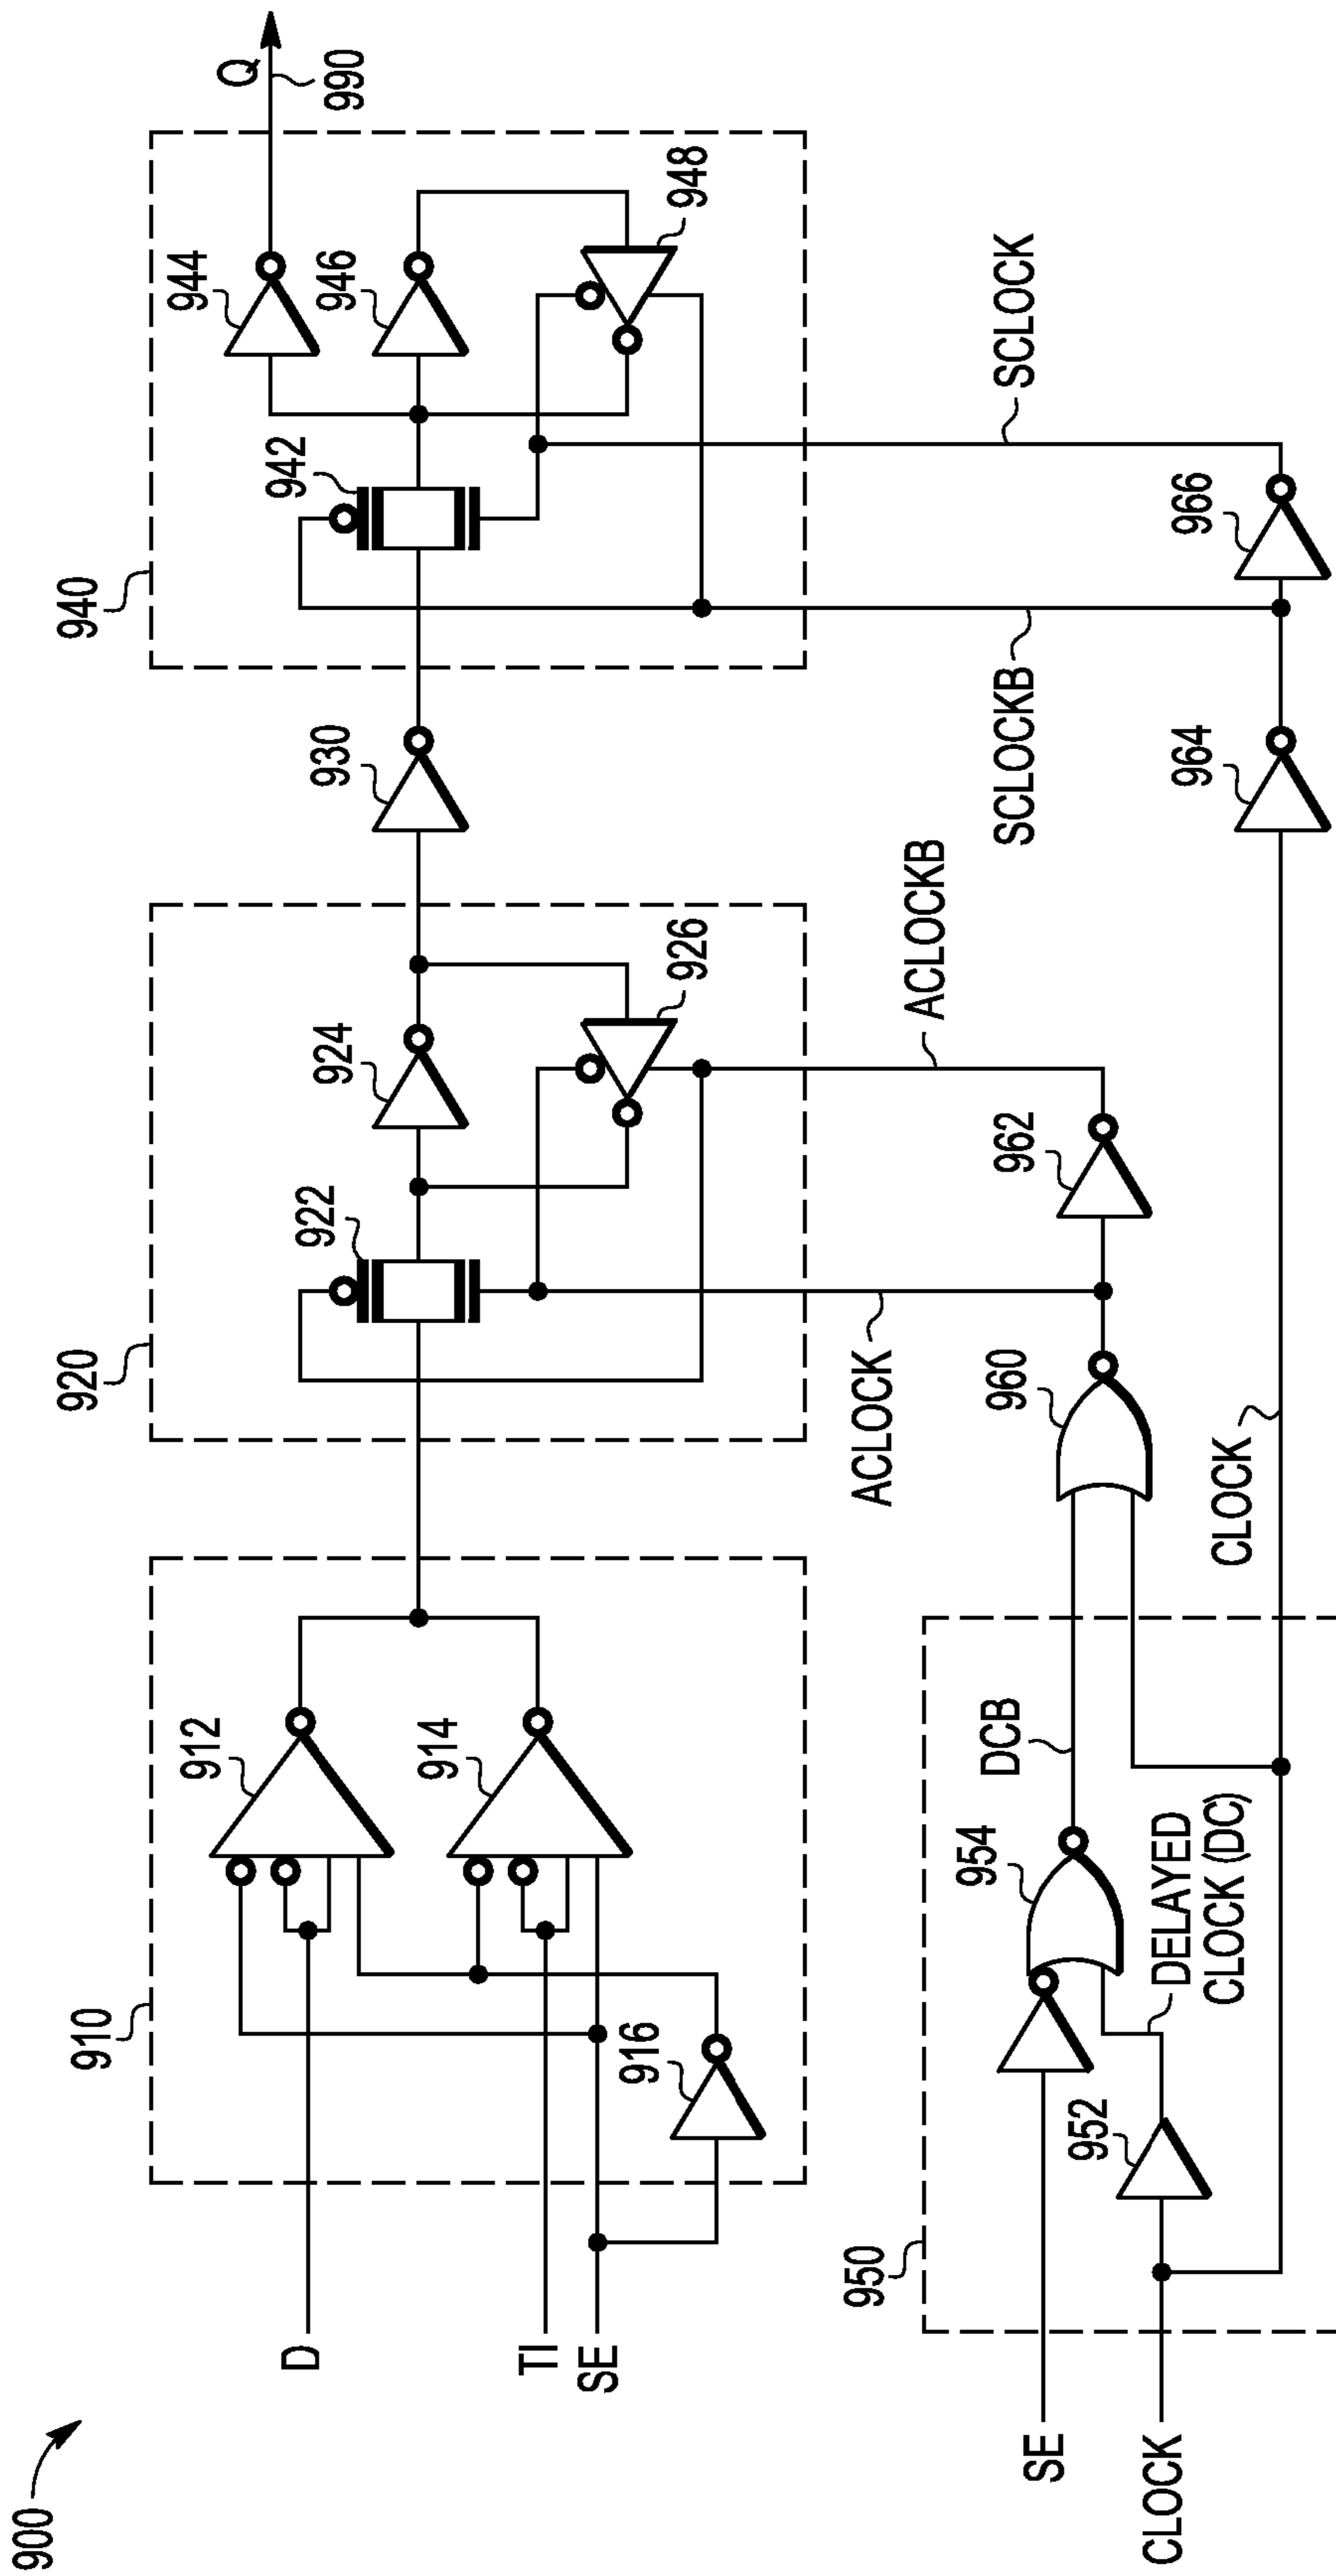 900
910
D
TI
SE
912
914
916
920
922
924
926
930
940
942
944
946
948
Q
990
950
SE
CLOCK
952
954
DELAYED
CLOCK (DC)
DCB
960
962
ACLOCK
ACLOCKB
CLOCK
964
966
SCLOCKB
SCLOCK